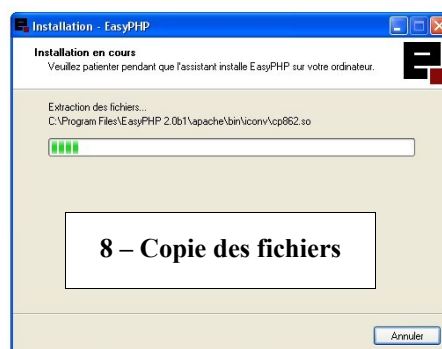 Installation - EasyPHP
Installation en cours
Veuillez patienter pendant que l'assistant installe EasyPHP sur votre ordinateur.
Extraction des fichiers...
C:\Program Files\EasyPHP 2.0b1\apache\bin\iconv\cp862.so
8 – Copie des fichiers
Annuler